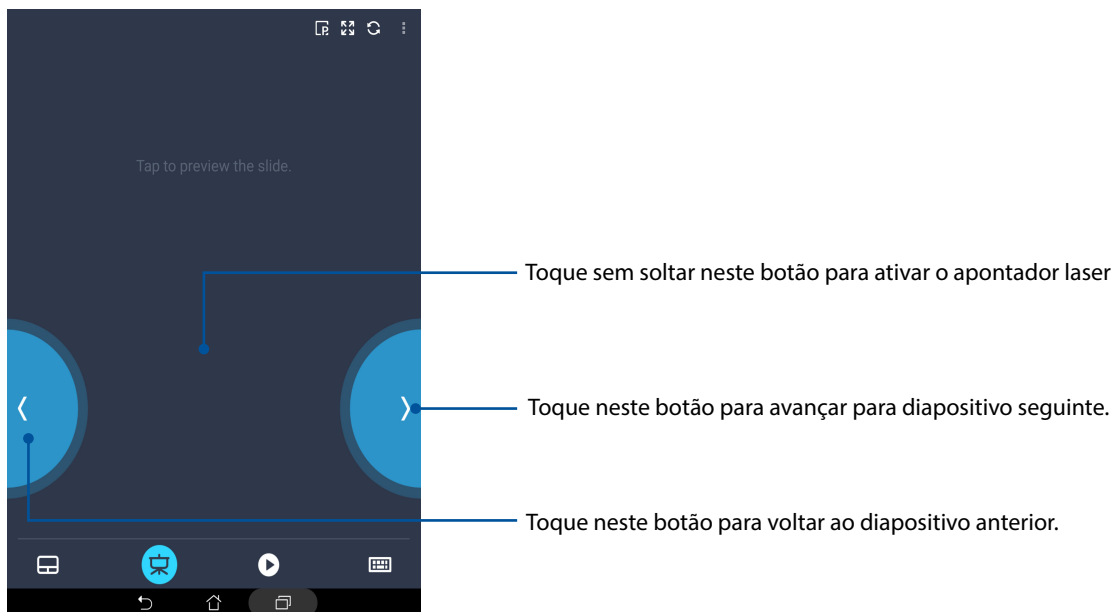 Tap to preview the slide.
Toque sem soltar neste botão para ativar o apontador laser
Toque neste botão para avançar para diapositivo seguinte.
Toque neste botão para voltar ao diapositivo anterior.